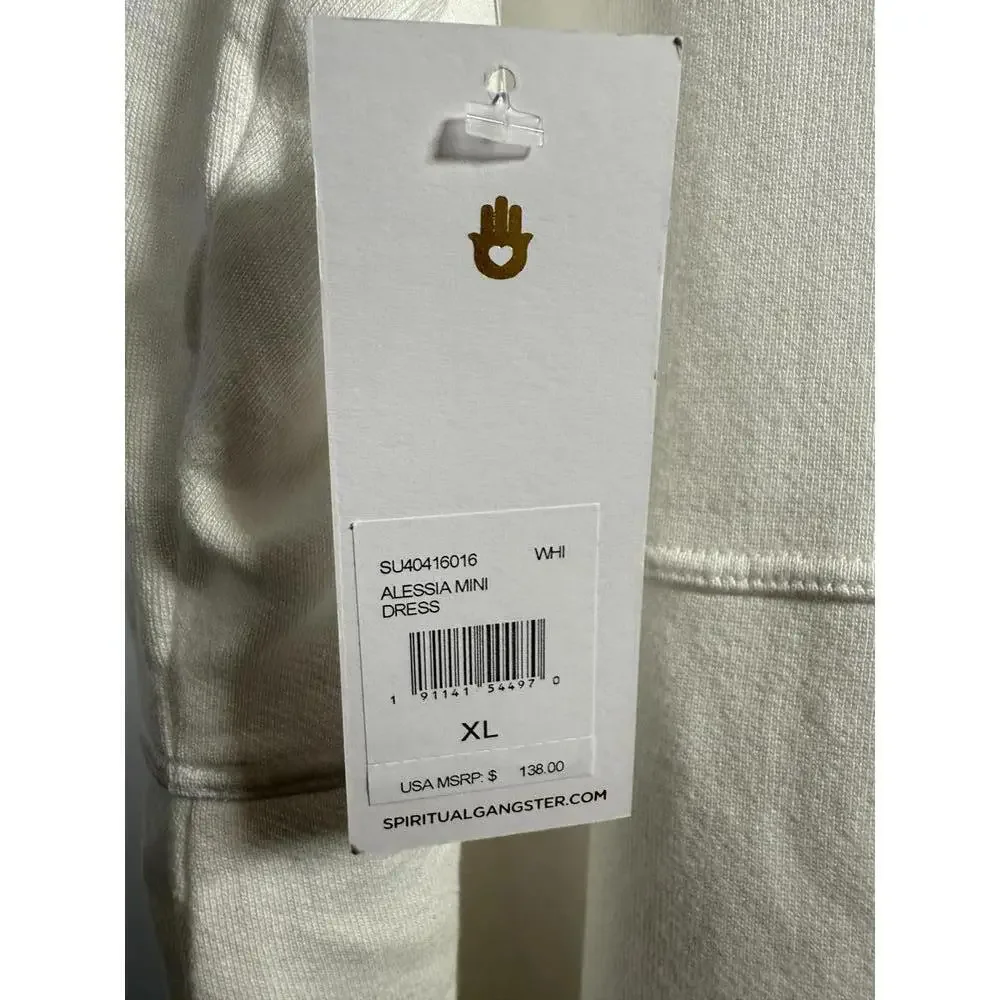 SU40416016 WHI
ALESSIA MINI
DRESS
1 91141 54497 0
XL
USA MSRP: $ 138.00
SPIRITUALGANGSTER.COM